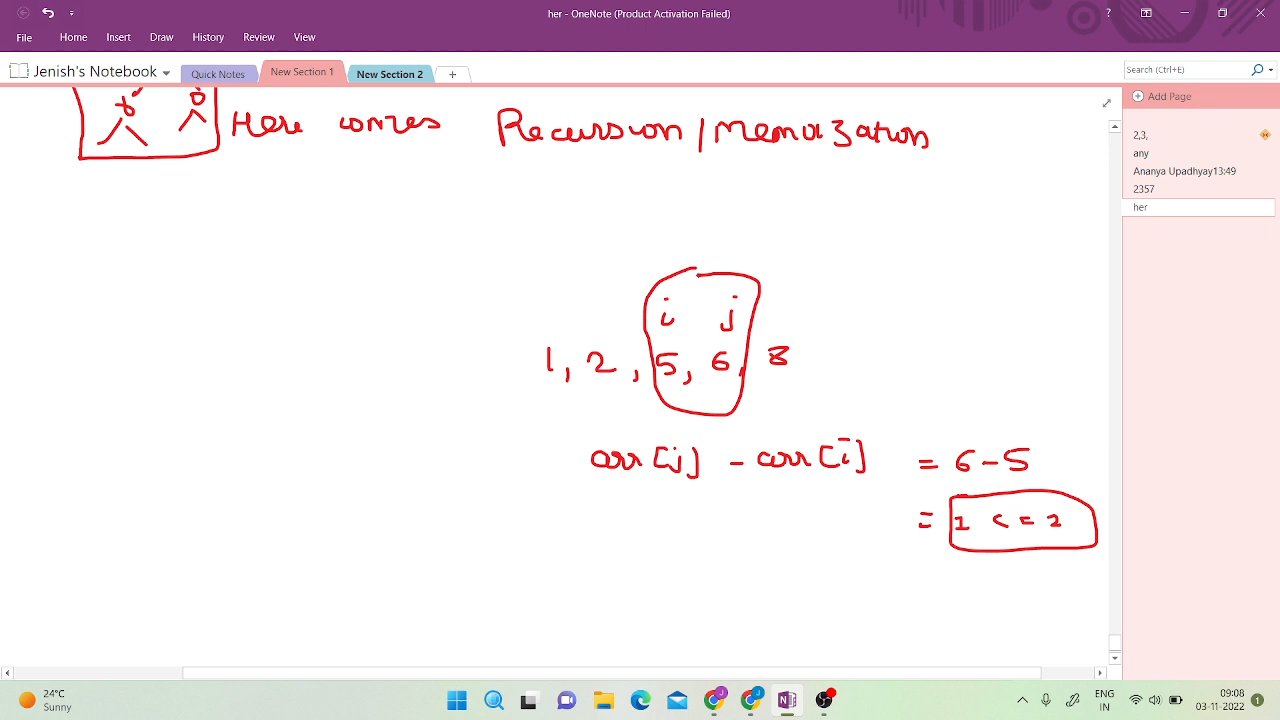 her - OneNote (Product Activation Failed)
?
File Home Insert Draw History Review View
Jenish's Notebook
Quick Notes
New Section 1
New Section 2
Search (Ctrl+E)
Add Page
2,3,
any
Ananya Upadhyay13:49
2357
her
Here comes Recursion/Memoization
i j
1, 2, 5, 6, 8
arr[j] - arr[i] = 6-5
= 1 <= 2
24°C
Sunny
ENG
IN
09:08
03-11-2022
1